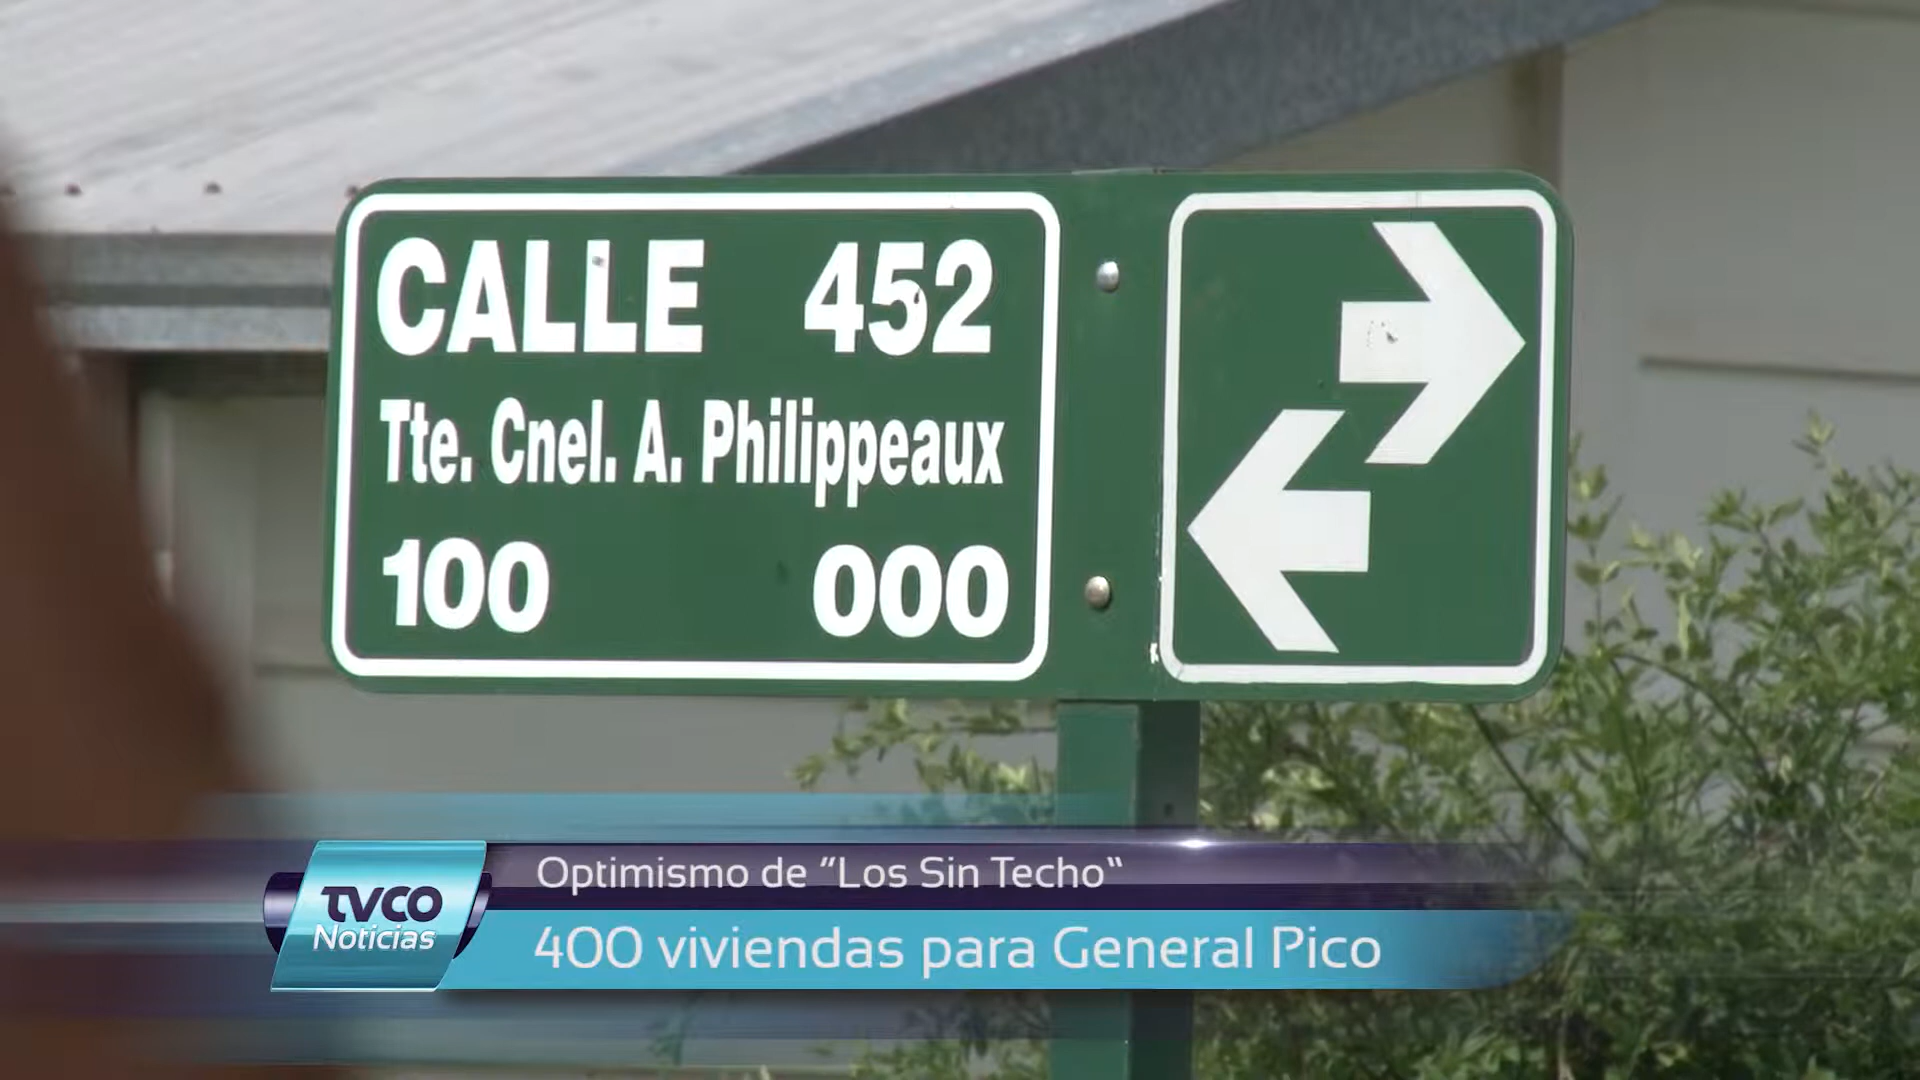 CALLE 452
Tte. Cnel. A. Philippeaux
100 000
Optimismo de “Los Sin Techo“
TVCO
Noticias
400 viviendas para General Pico